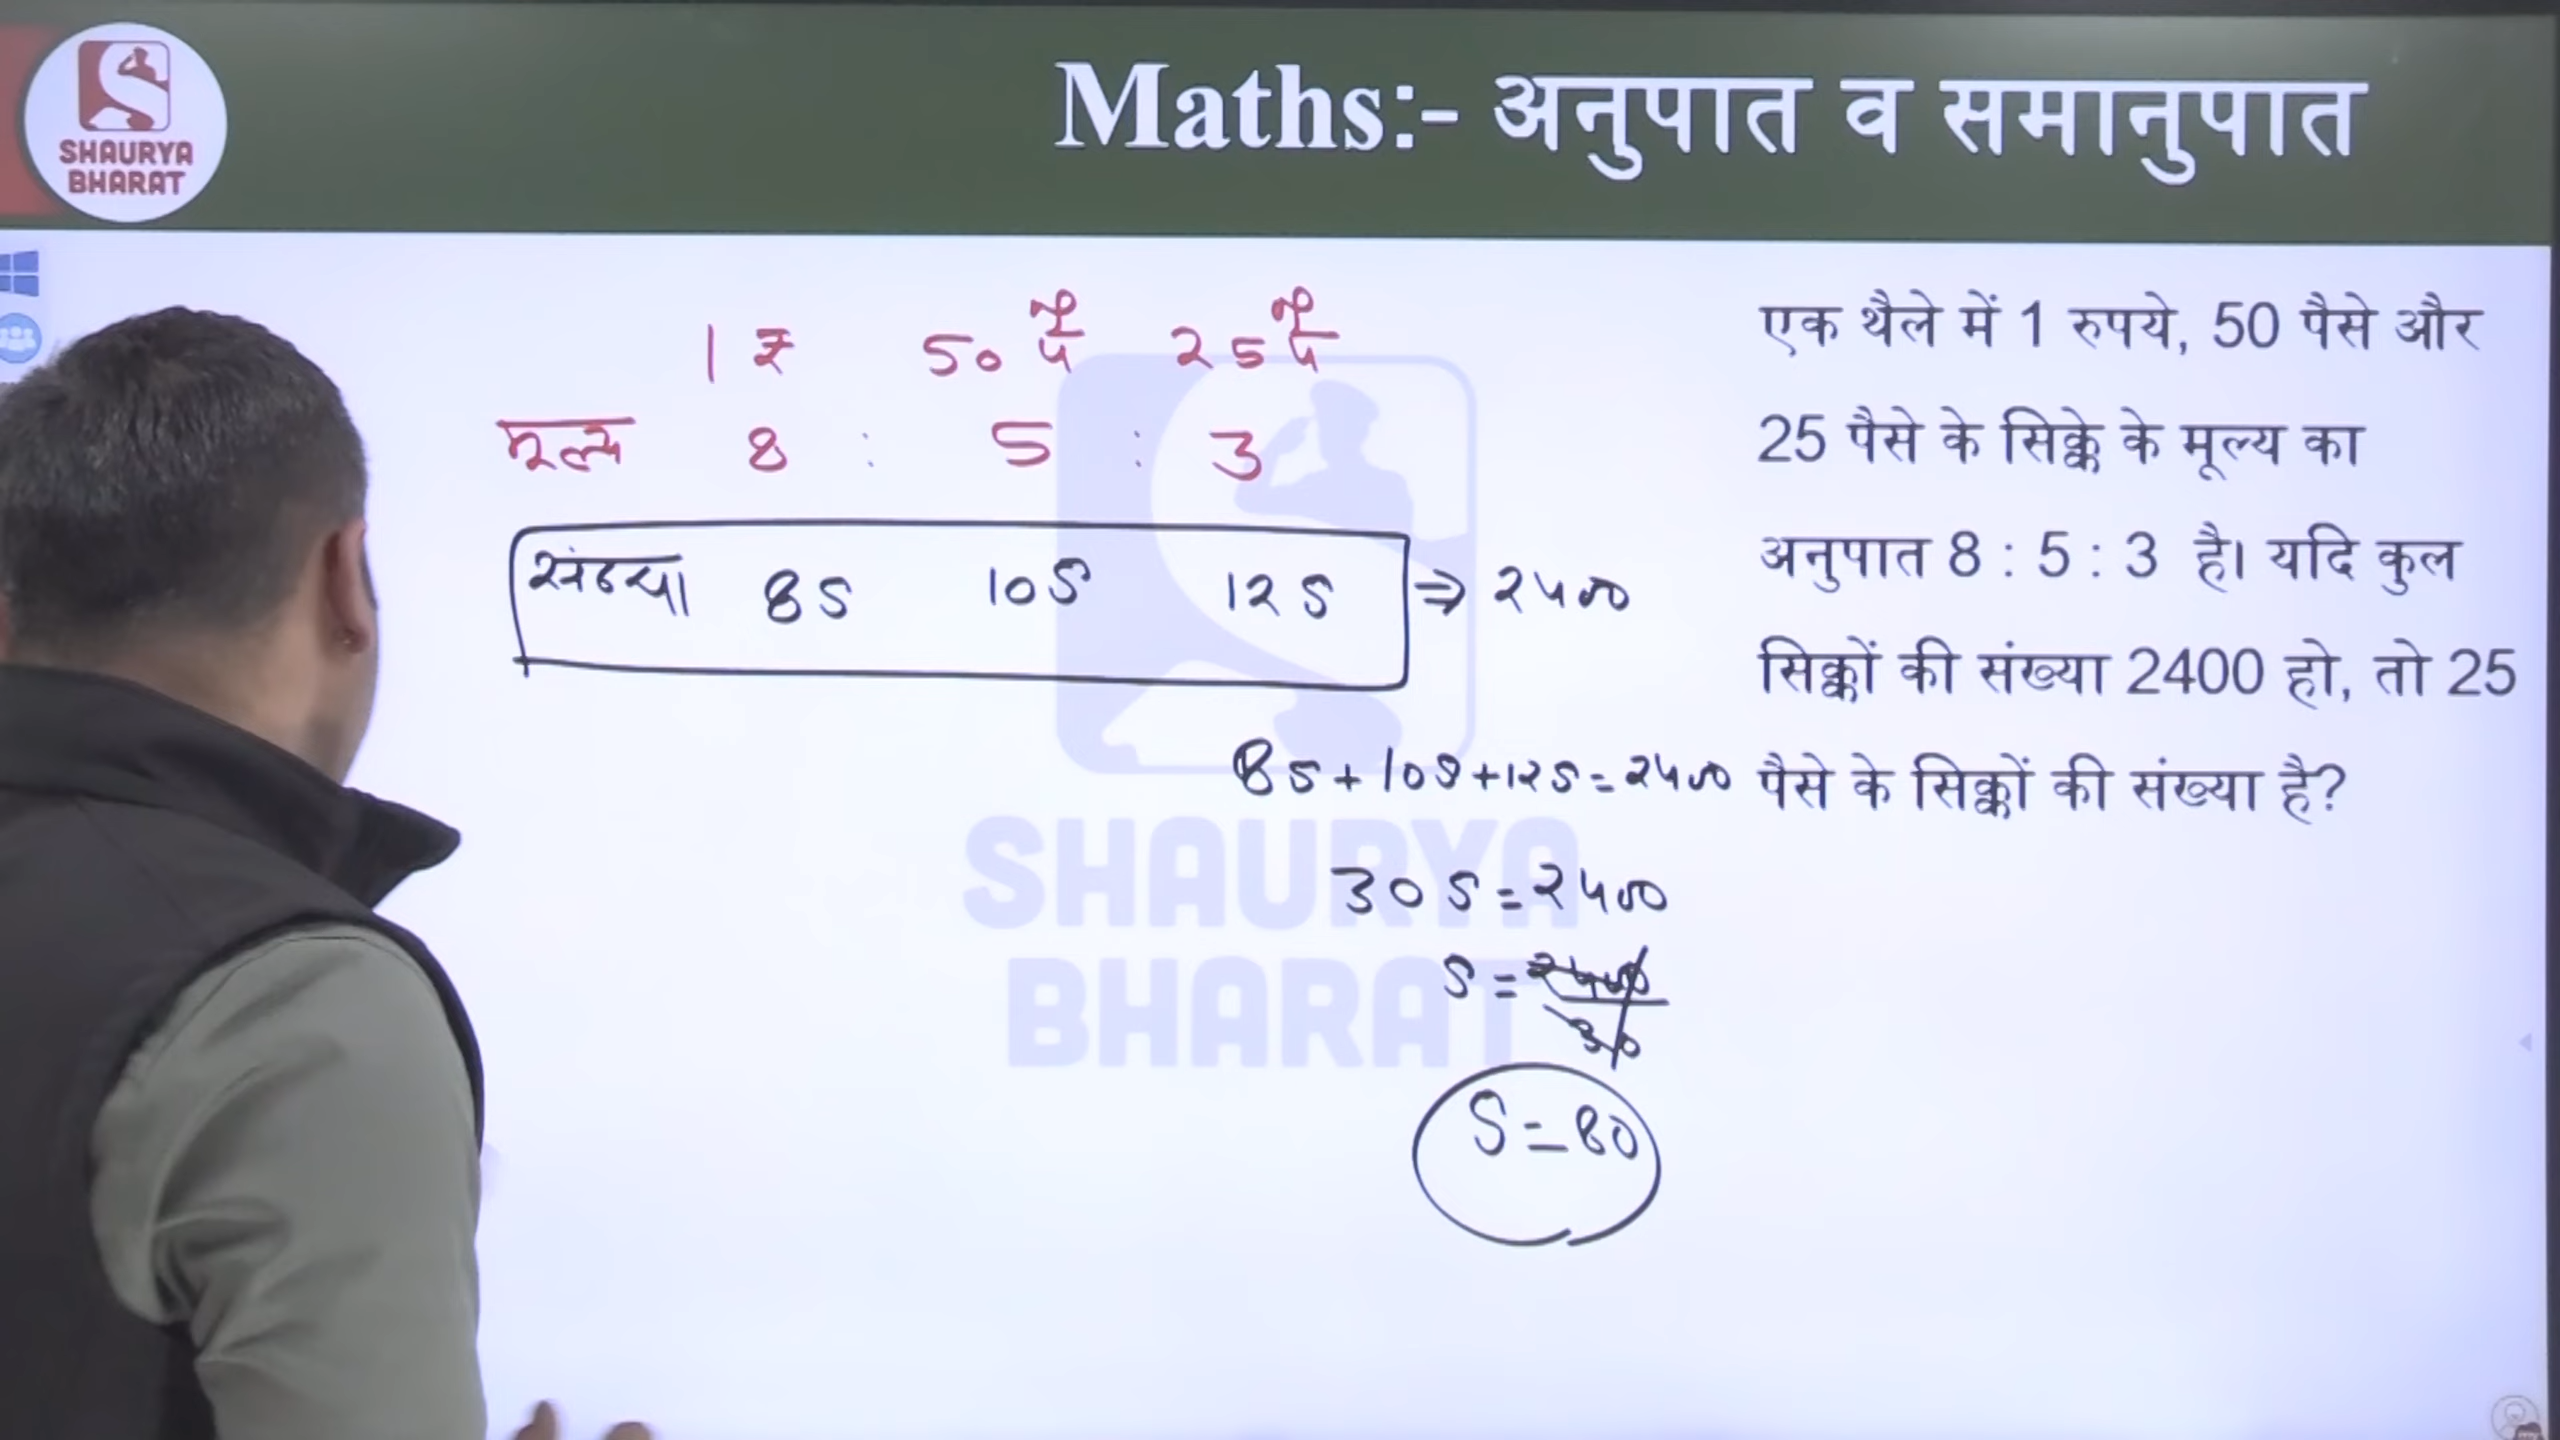 SHAURYA
BHARAT
Maths:- अनुपात व समानुपात
1 ₹ 50 पै 25 पै
मूल्य 8 : 5 : 3
संख्या 8S 10S 12S ⇒ 2400
8S+10S+12S=2400
30S=2400
S=2400/30
S=80
एक थैले में 1 रुपये, 50 पैसे और
25 पैसे के सिक्के के मूल्य का
अनुपात 8 : 5 : 3 है। यदि कुल
सिक्कों की संख्या 2400 हो, तो 25
पैसे के सिक्कों की संख्या है?
SHAURYA
BHARAT